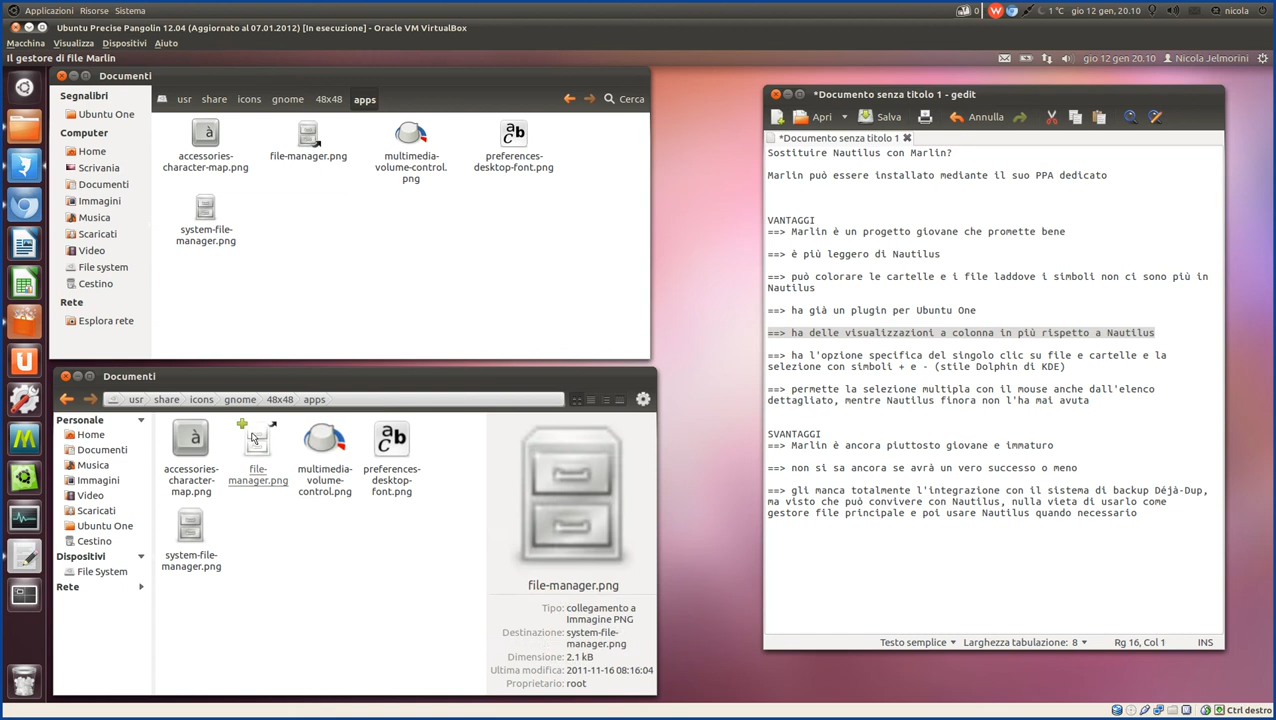 Applicazioni Risorse Sistema
0
1 °C
gio 12 gen, 20.10
nicola
Ubuntu Precise Pangolin 12.04 (Aggiornato al 07.01.2012) [In esecuzione] - Oracle VM VirtualBox
Macchina Visualizza Dispositivi Aiuto
Il gestore di file Marlin
gio 12 gen 20.10
Nicola Jelmorini
Documenti
Segnalibri
Ubuntu One
Computer
Home
Scrivania
Documenti
Immagini
Musica
Scaricati
Video
File system
Cestino
Rete
Esplora rete
usr share icons gnome 48x48 apps
Cerca
accessories-
character-map.png
file-manager.png
multimedia-
volume-control.
png
preferences-
desktop-font.png
system-file-
manager.png
Documenti
usr share icons gnome 48x48 apps
Personale
Home
Documenti
Musica
Immagini
Video
Scaricati
Ubuntu One
Cestino
Dispositivi
File System
Rete
accessories-
character-
map.png
file-
manager.png
multimedia-
volume-
control.png
preferences-
desktop-
font.png
system-file-
manager.png
file-manager.png
Tipo: collegamento a
Immagine PNG
Destinazione: system-file-
manager.png
Dimensione: 2.1 kB
Ultima modifica: 2011-11-16 08:16:04
Proprietario: root
*Documento senza titolo 1 - gedit
Apri Salva Annulla
*Documento senza titolo 1
Sostituire Nautilus con Marlin?
Marlin può essere installato mediante il suo PPA dedicato
VANTAGGI
==> Marlin è un progetto giovane che promette bene
==> è più leggero di Nautilus
==> può colorare le cartelle e i file laddove i simboli non ci sono più in
Nautilus
==> ha già un plugin per Ubuntu One
==> ha delle visualizzazioni a colonna in più rispetto a Nautilus
==> ha l'opzione specifica del singolo clic su file e cartelle e la
selezione con simboli + e - (stile Dolphin di KDE)
==> permette la selezione multipla con il mouse anche dall'elenco
dettagliato, mentre Nautilus finora non l'ha mai avuta
SVANTAGGI
==> Marlin è ancora piuttosto giovane e immaturo
==> non si sa ancora se avrà un vero successo o meno
==> gli manca totalmente l'integrazione con il sistema di backup Déjà-Dup,
ma visto che può convivere con Nautilus, nulla vieta di usarlo come
gestore file principale e poi usare Nautilus quando necessario
Testo semplice Larghezza tabulazione: 8 Rg 16, Col 1 INS
Ctrl destro